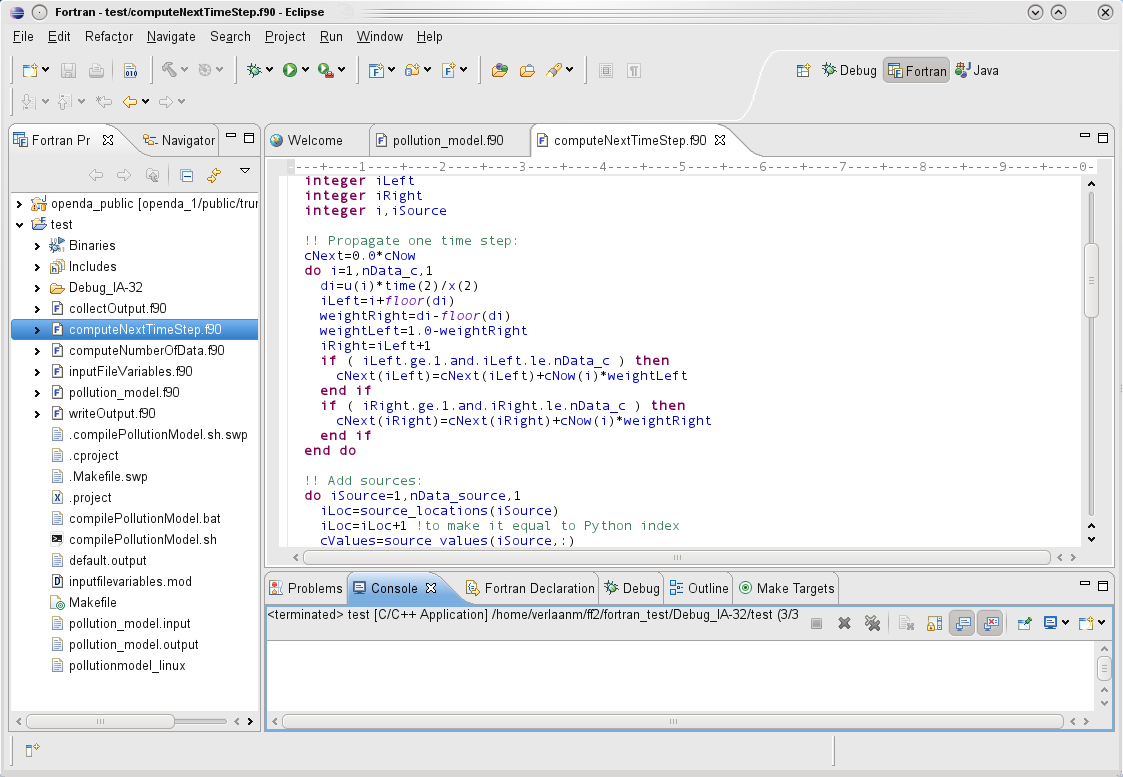 Fortran - test/computeNextTimeStep.f90 - Eclipse
File Edit Refactor Navigate Search Project Run Window Help
010
Debug Fortran Java
Fortran Pr Navigator
Welcome pollution_model.f90 computeNextTimeStep.f90
----+----1----+----2----+----3----+----4----+----5----+----6----+----7----+----8----+----9----+----0-
openda_public [openda_1/public/trur
test
Binaries
Includes
Debug_IA-32
collectOutput.f90
computeNextTimeStep.f90
computeNumberOfData.f90
inputFileVariables.f90
pollution_model.f90
writeOutput.f90
.compilePollutionModel.sh.swp
.cproject
.Makefile.swp
.project
compilePollutionModel.bat
compilePollutionModel.sh
default.output
inputfilevariables.mod
Makefile
pollution_model.input
pollution_model.output
pollutionmodel_linux
integer iLeft
integer iRight
integer i,iSource
!! Propagate one time step:
cNext=0.0*cNow
do i=1,nData_c,1
di=u(i)*time(2)/x(2)
iLeft=i+floor(di)
weightRight=di-floor(di)
weightLeft=1.0-weightRight
iRight=iLeft+1
if ( iLeft.ge.1.and.iLeft.le.nData_c ) then
cNext(iLeft)=cNext(iLeft)+cNow(i)*weightLeft
end if
if ( iRight.ge.1.and.iRight.le.nData_c ) then
cNext(iRight)=cNext(iRight)+cNow(i)*weightRight
end if
end do
!! Add sources:
do iSource=1,nData_source,1
iLoc=source_locations(iSource)
iLoc=iLoc+1 !to make it equal to Python index
cValues=source_values(iSource,:)
Problems Console Fortran Declaration Debug Outline Make Targets
<terminated> test [C/C++ Application] /home/verlaanm/ff2/fortran_test/Debug_IA-32/test (3/3